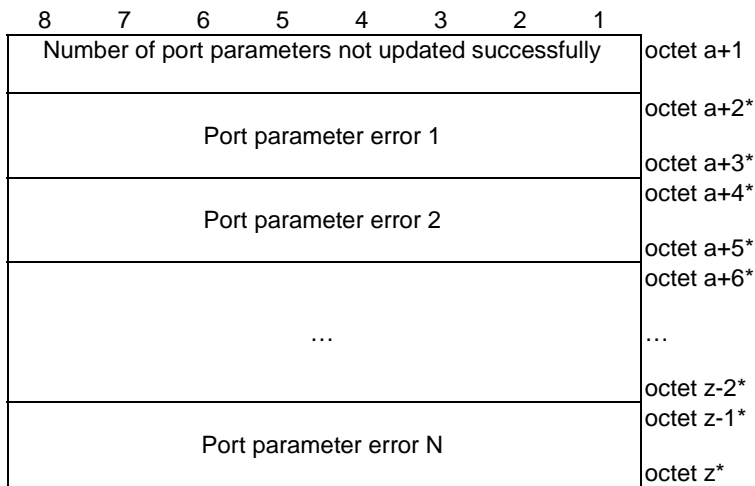 8 7 6 5 4 3 2 1
Number of port parameters not updated successfully octet a+1
octet a+2*
Port parameter error 1
octet a+3*
octet a+4*
Port parameter error 2
octet a+5*
octet a+6*
… …
octet z-2*
octet z-1*
Port parameter error N
octet z*